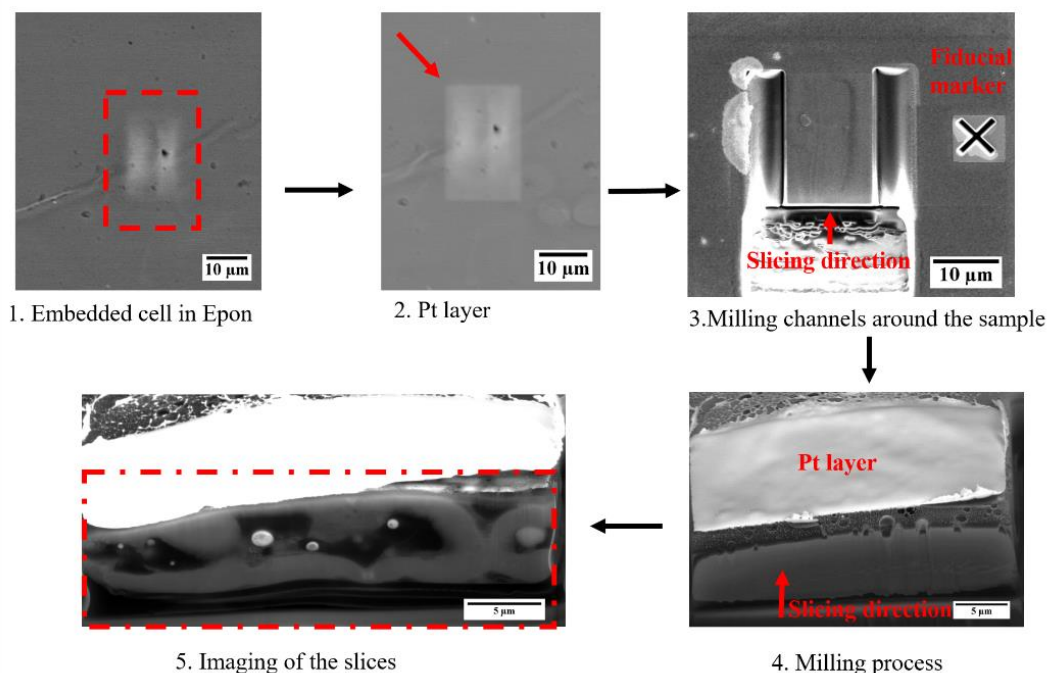 10 µm
1. Embedded cell in Epon
10 µm
2. Pt layer
Fiducial
marker
Slicing direction
10 µm
3.Milling channels around the sample
Pt layer
Slicing direction
5 µm
4. Milling process
5 µm
5. Imaging of the slices